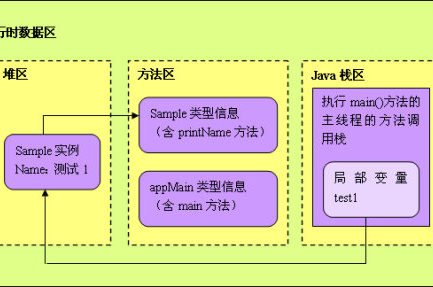 行时数据区
堆区
方法区
Java 栈区
Sample 实例
Name：测试 1
Sample 类型信息
（含 printName 方法）
appMain 类型信息
（含 main 方法）
执行 main()方法的
主线程的方法调
用栈
局部变量
test1